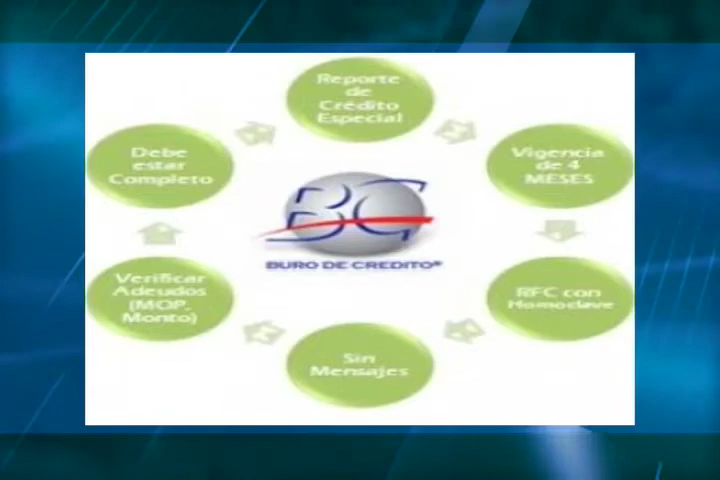 Reporte
de
Crédito
Especial
Vigencia
de 4
MESES
RFC con
Homoclave
Sin
Mensajes
Verificar
Adeudos
(MOP,
Monto)
Debe
estar
Completo
BC
BURO DE CREDITO®